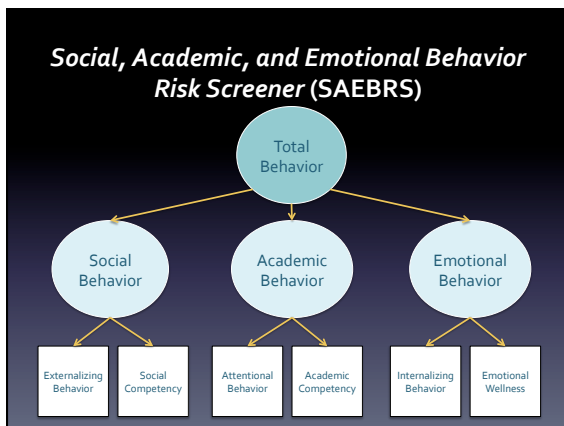 Social, Academic, and Emotional Behavior
Risk Screener (SAEBRS)
Total
Behavior
Social
Behavior
Academic
Behavior
Emotional
Behavior
Externalizing
Behavior
Social
Competency
Attentional
Behavior
Academic
Competency
Internalizing
Behavior
Emotional
Wellness